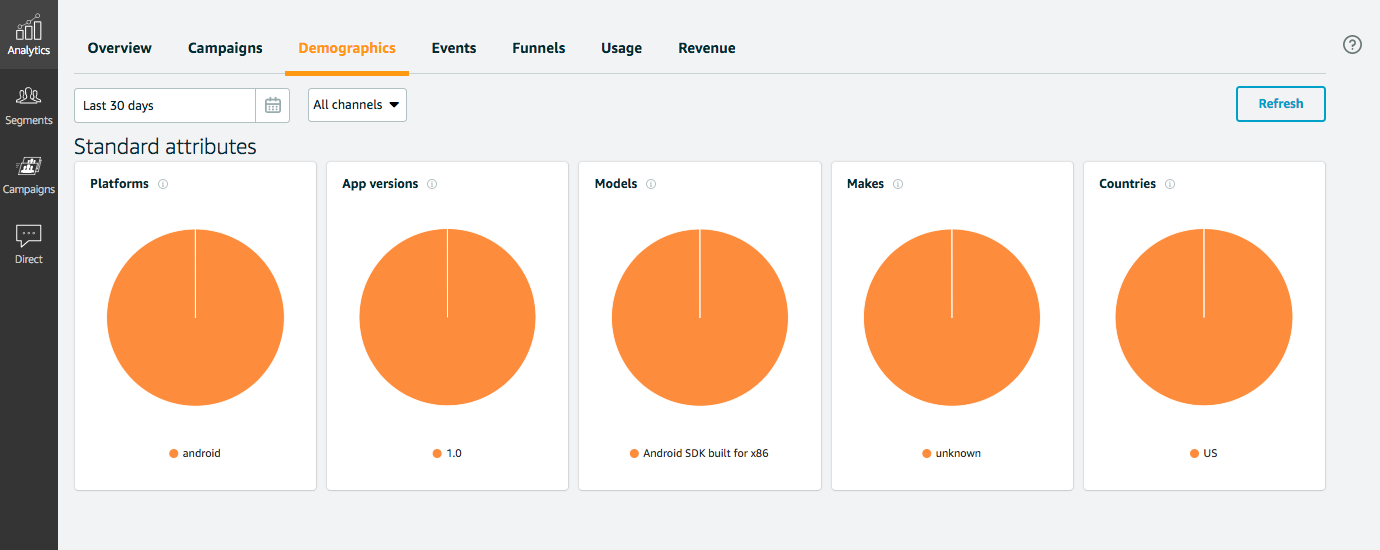 Analytics
Segments
Campaigns
Direct
Overview Campaigns Demographics Events Funnels Usage Revenue
?
Last 30 days All channels Refresh
Standard attributes
Platforms App versions Models Makes Countries
android 1.0 Android SDK built for x86 unknown US